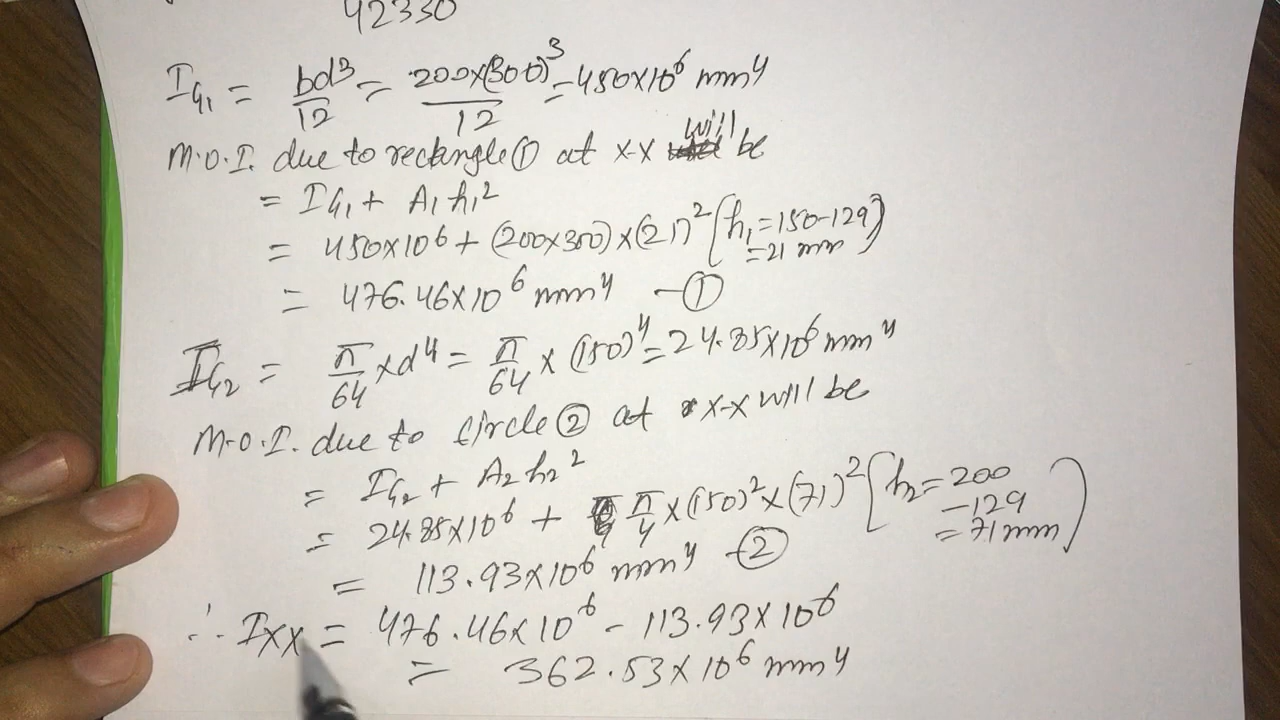 42330
I_G₁ = bd³/12 = 200×(300)³/12 = 450×10⁶ mm⁴
M.O.I. due to rectangle ① at x-x will be
= I_G₁ + A₁h₁²
= 450×10⁶ + (200×300)×(21)² [h₁=150-129
=21 mm]
= 476.46×10⁶ mm⁴ -①
I_G₂ = π/64 × d⁴ = π/64 × (150)⁴ = 24.85×10⁶ mm⁴
M.O.I. due to circle ② at x-x will be
= I_G₂ + A₂h₂²
= 24.85×10⁶ + π/4 × (150)² × (71)² [h₂ = 200
-129
= 71 mm]
= 113.93×10⁶ mm⁴ -②
∴ Ixx = 476.46×10⁶ - 113.93×10⁶
= 362.53×10⁶ mm⁴